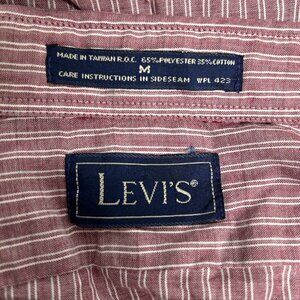 MADE IN TAIWAN R.O.C. 65% POLYESTER 35% COTTON
M
CARE INSTRUCTIONS IN SIDESEAM WPL 423
LEVI'S®